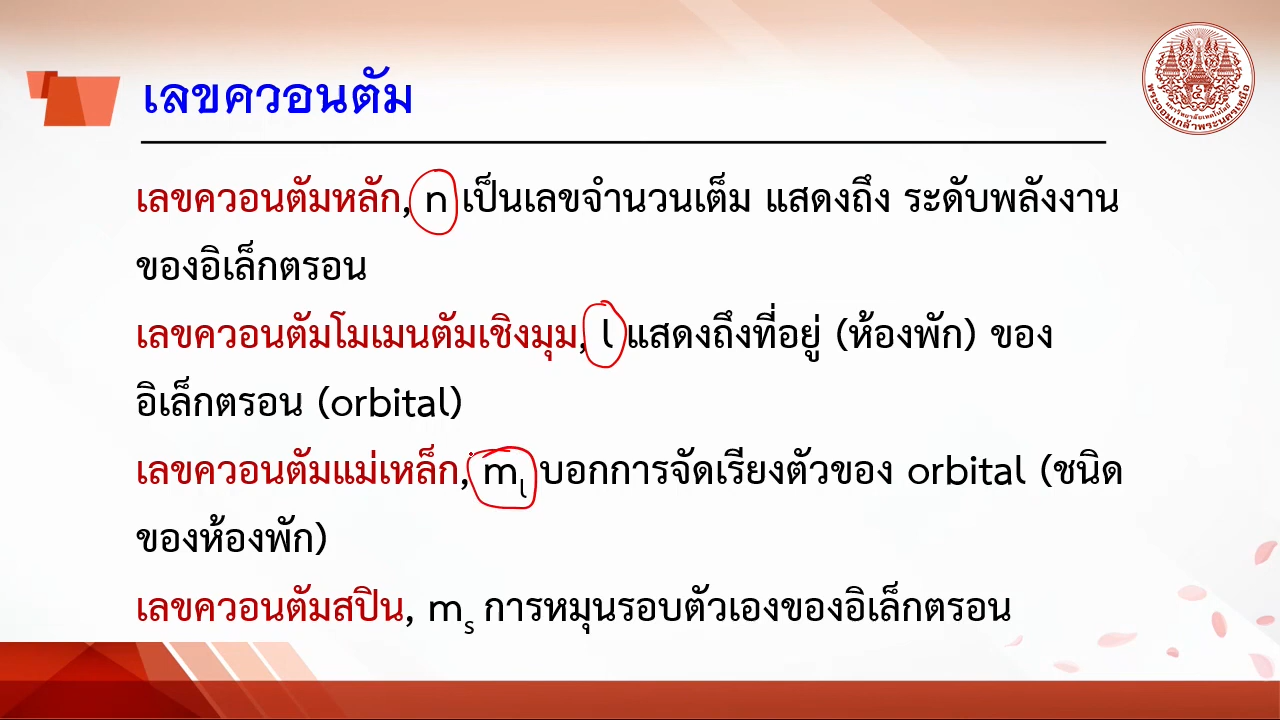 เลขควอนตัม
เลขควอนตัมหลัก, n เป็นเลขจำนวนเต็ม แสดงถึง ระดับพลังงาน
ของอิเล็กตรอน
เลขควอนตัมโมเมนตัมเชิงมุม, l แสดงถึงที่อยู่ (ห้องพัก) ของ
อิเล็กตรอน (orbital)
เลขควอนตัมแม่เหล็ก, mₗ บอกการจัดเรียงตัวของ orbital (ชนิด
ของห้องพัก)
เลขควอนตัมสปิน, mₛ การหมุนรอบตัวเองของอิเล็กตรอน